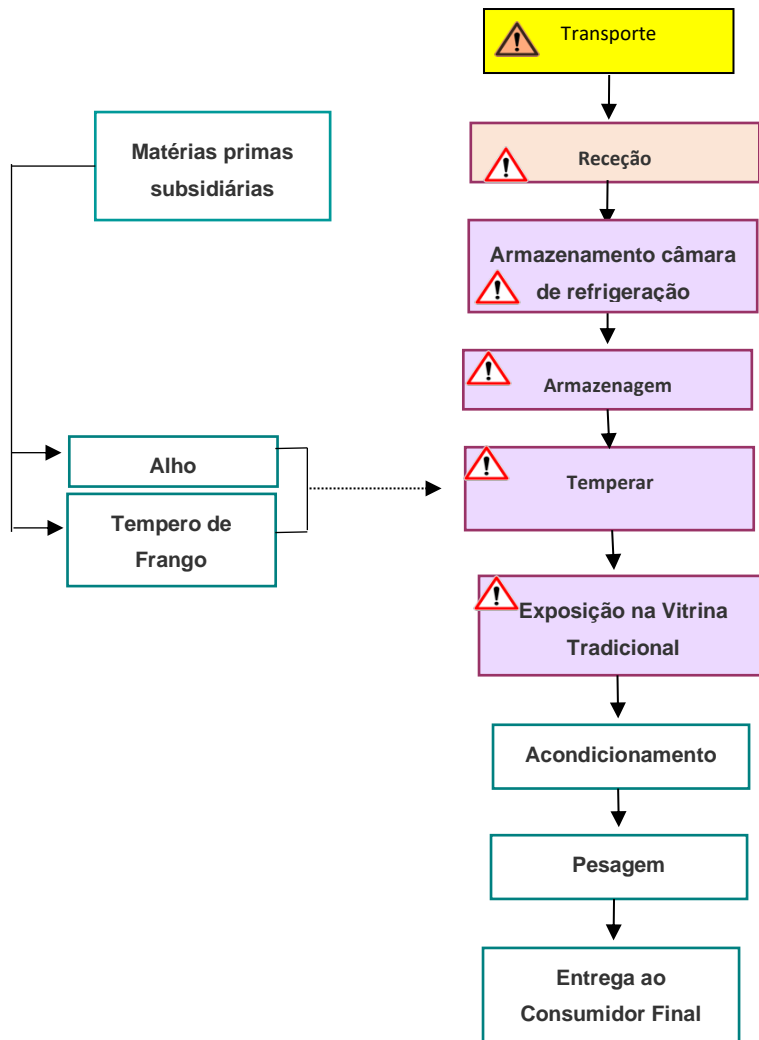 Transporte
Matérias primas
subsidiárias
Receção
Armazenamento câmara
de refrigeração
Armazenagem
Alho
Tempero de
Frango
Temperar
Exposição na Vitrina
Tradicional
Acondicionamento
Pesagem
Entrega ao
Consumidor Final